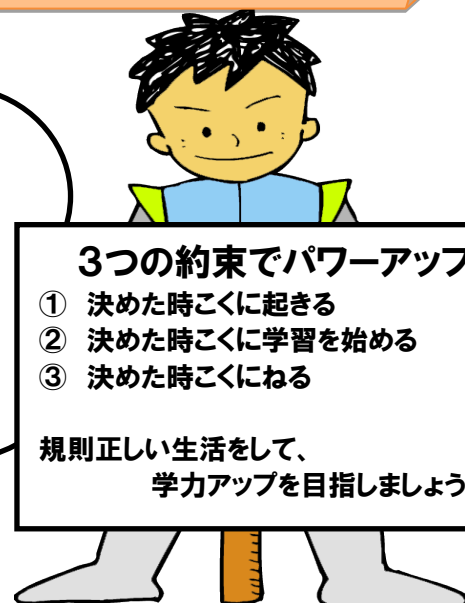 ３つの約束でパワーアップ
① 決めた時こくに起きる
② 決めた時こくに学習を始める
③ 決めた時こくにねる
規則正しい生活をして、
学力アップを目指しましょう